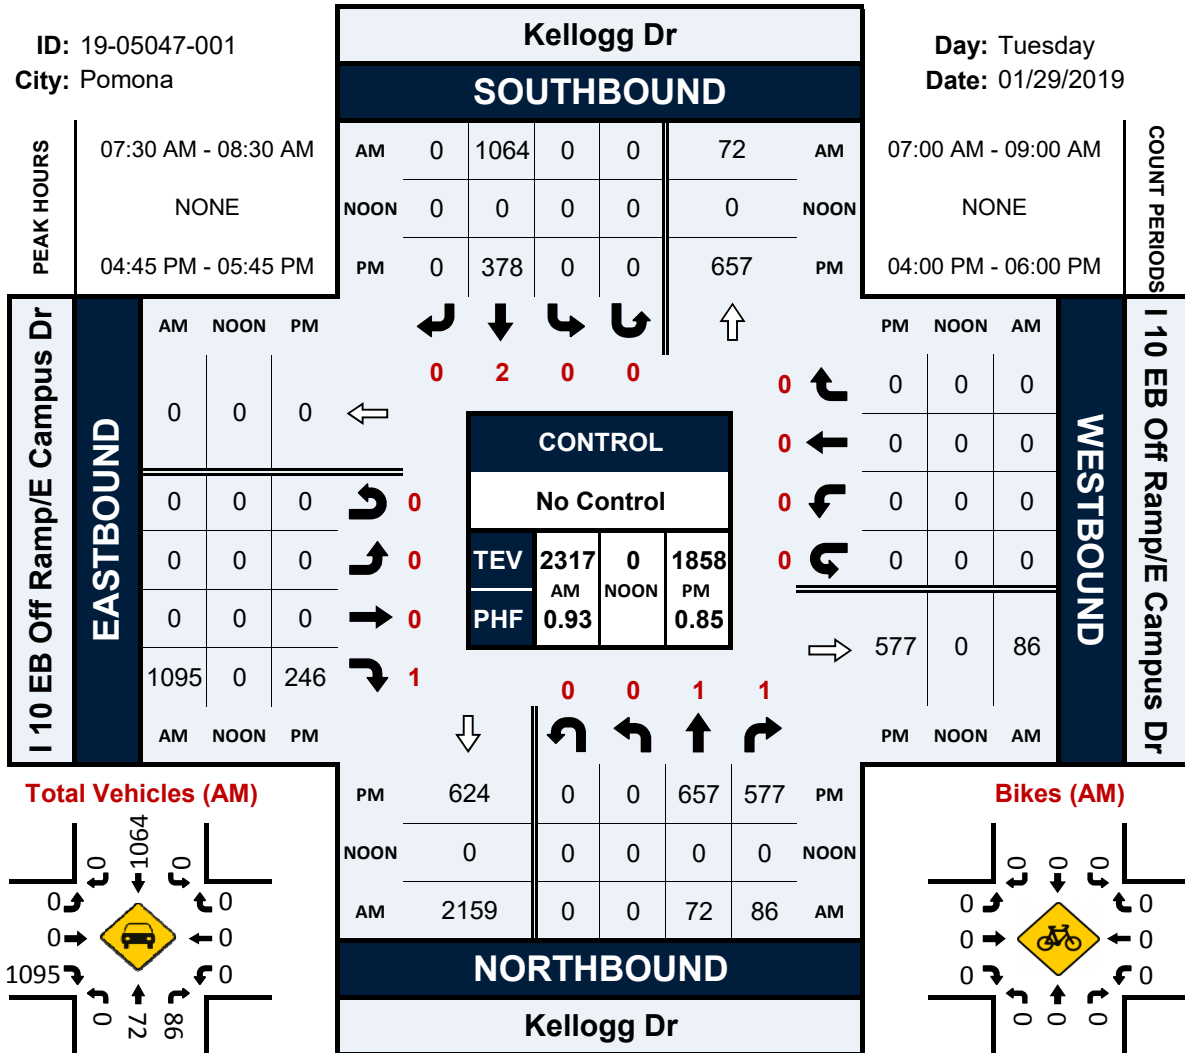 ID: 19-05047-001
City: Pomona
Kellogg Dr
SOUTHBOUND
Day: Tuesday
Date: 01/29/2019
PEAK HOURS
07:30 AM - 08:30 AM
NONE
04:45 PM - 05:45 PM
AM 0 1064 0 0 72 AM
NOON 0 0 0 0 0 NOON
PM 0 378 0 0 657 PM
07:00 AM - 09:00 AM
NONE
04:00 PM - 06:00 PM
COUNT PERIODS
0 2 0 0
I 10 EB Off Ramp/E Campus Dr
EASTBOUND
AM NOON PM
0 0 0
0 0 0 0
0 0 0 0
0 0 0 0
1095 0 246 1
AM NOON PM
CONTROL
No Control
TEV 2317 0 1858
AM NOON PM
PHF 0.93 0.85
PM NOON AM
0 0 0 0
0 0 0 0
0 0 0 0
0 0 0 0
577 0 86
PM NOON AM
WESTBOUND
I 10 EB Off Ramp/E Campus Dr
0 0 1 1
PM 624 0 0 657 577 PM
NOON 0 0 0 0 0 NOON
AM 2159 0 0 72 86 AM
NORTHBOUND
Kellogg Dr
Total Vehicles (AM)
0 1064 0
0 0
0 0
1095 0
0 72 86
Bikes (AM)
0 0 0
0 0
0 0
0 0
0 0 0